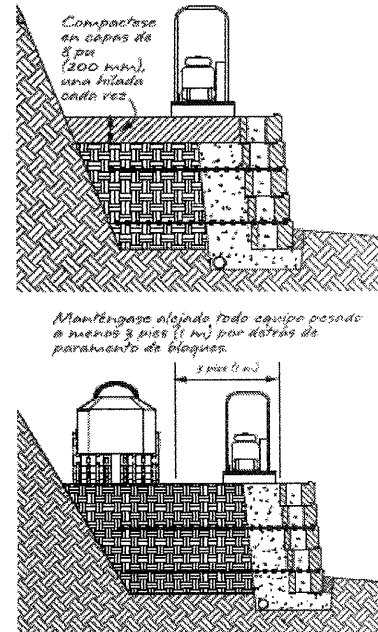 Compactese
en capas de
8 pu
(200 mm),
una hilada
cada vez
Manténgase alejado todo equipo pesado
a menos 3 pies (1 m) por detrás de
paramento de bloques.
3 pies (1 m)